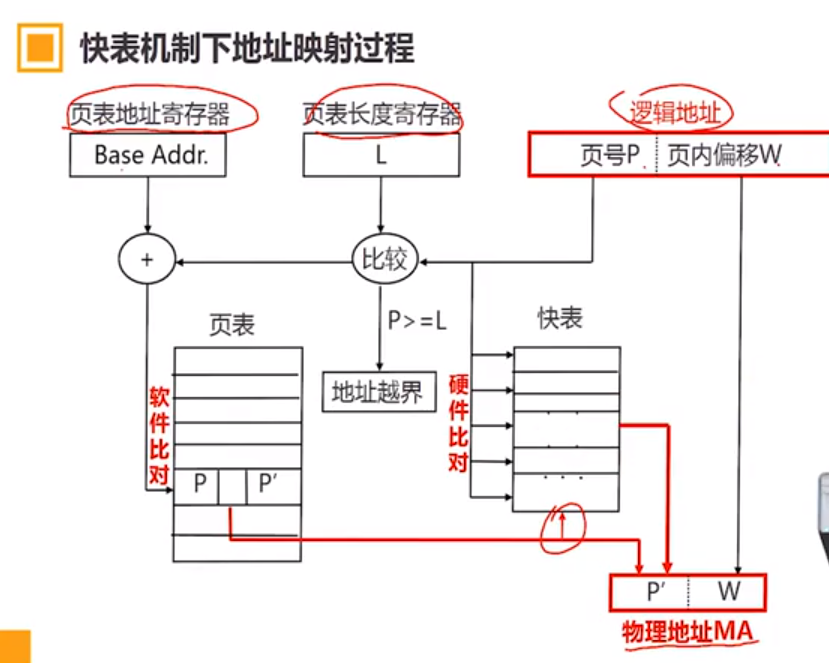 快表机制下地址映射过程
页表地址寄存器
页表长度寄存器
逻辑地址
Base Addr.
L
页号P
页内偏移W
+
比较
页表
P>=L
快表
地址越界
软件比对
硬件比对
P
P′
P′
W
物理地址MA